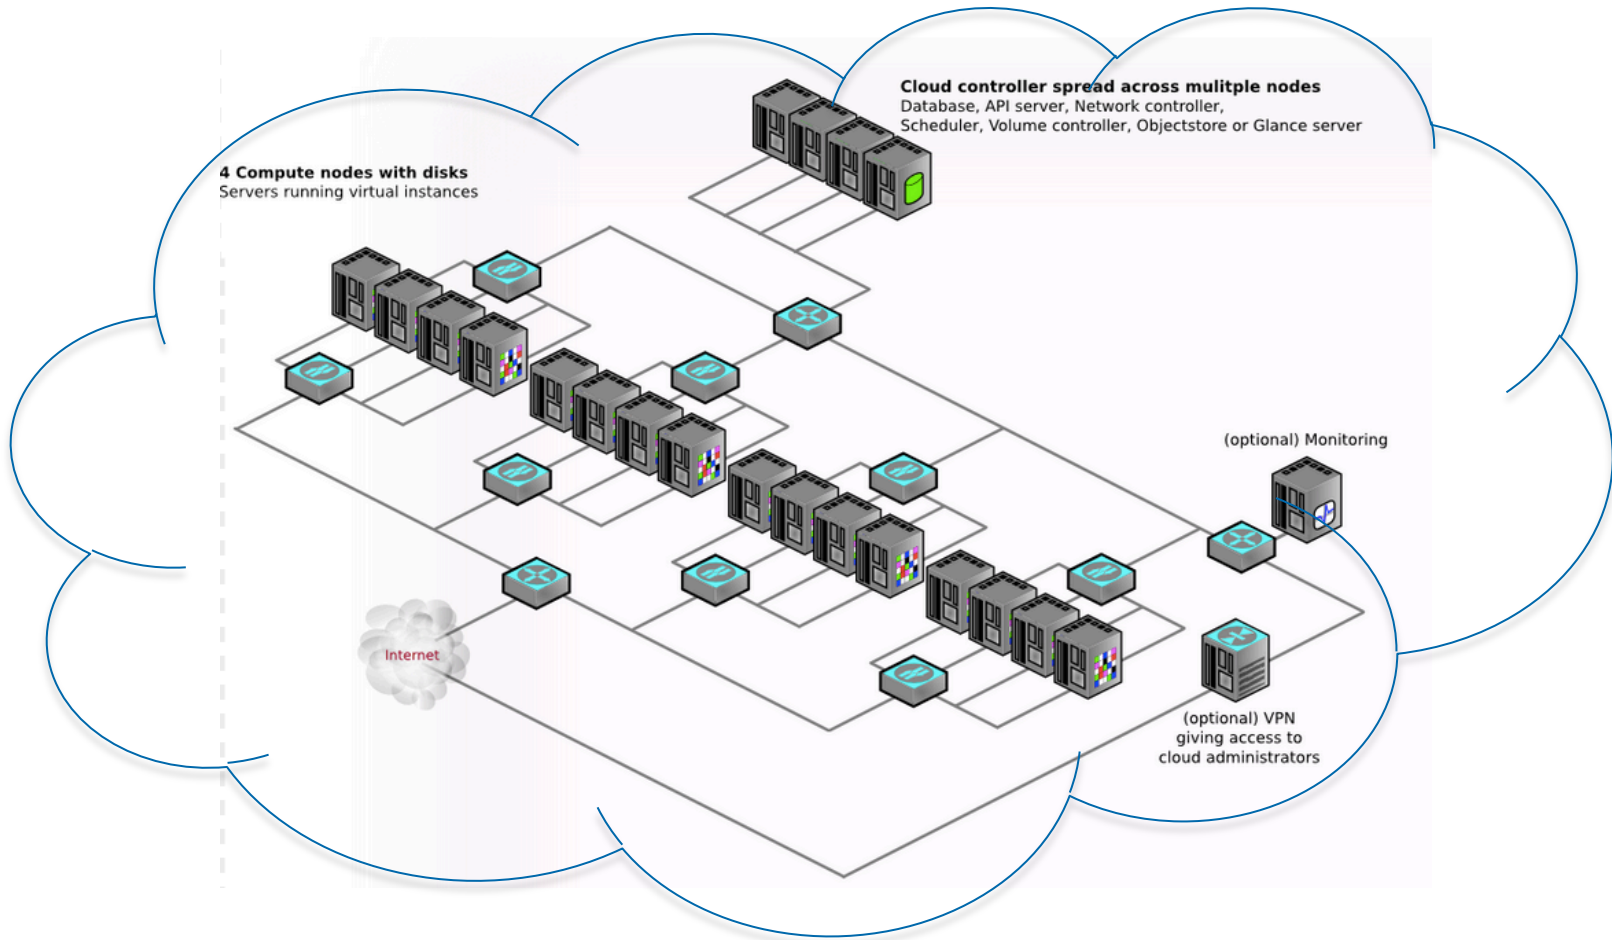 Cloud controller spread across mulitple nodes
Database, API server, Network controller,
Scheduler, Volume controller, Objectstore or Glance server
4 Compute nodes with disks
Servers running virtual instances
(optional) Monitoring
Internet
(optional) VPN
giving access to
cloud administrators